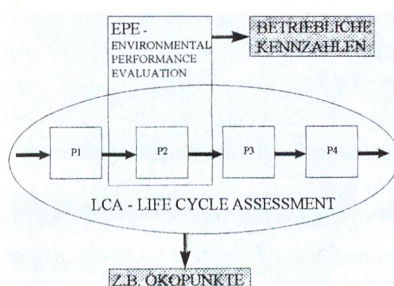 EPE -
ENVIRONMENTAL
PERFORMANCE
EVALUATION
BETRIEBLICHE
KENNZAHLEN
P1
P2
P3
P4
LCA - LIFE CYCLE ASSESSMENT
Z.B. ÖKOPUNKTE